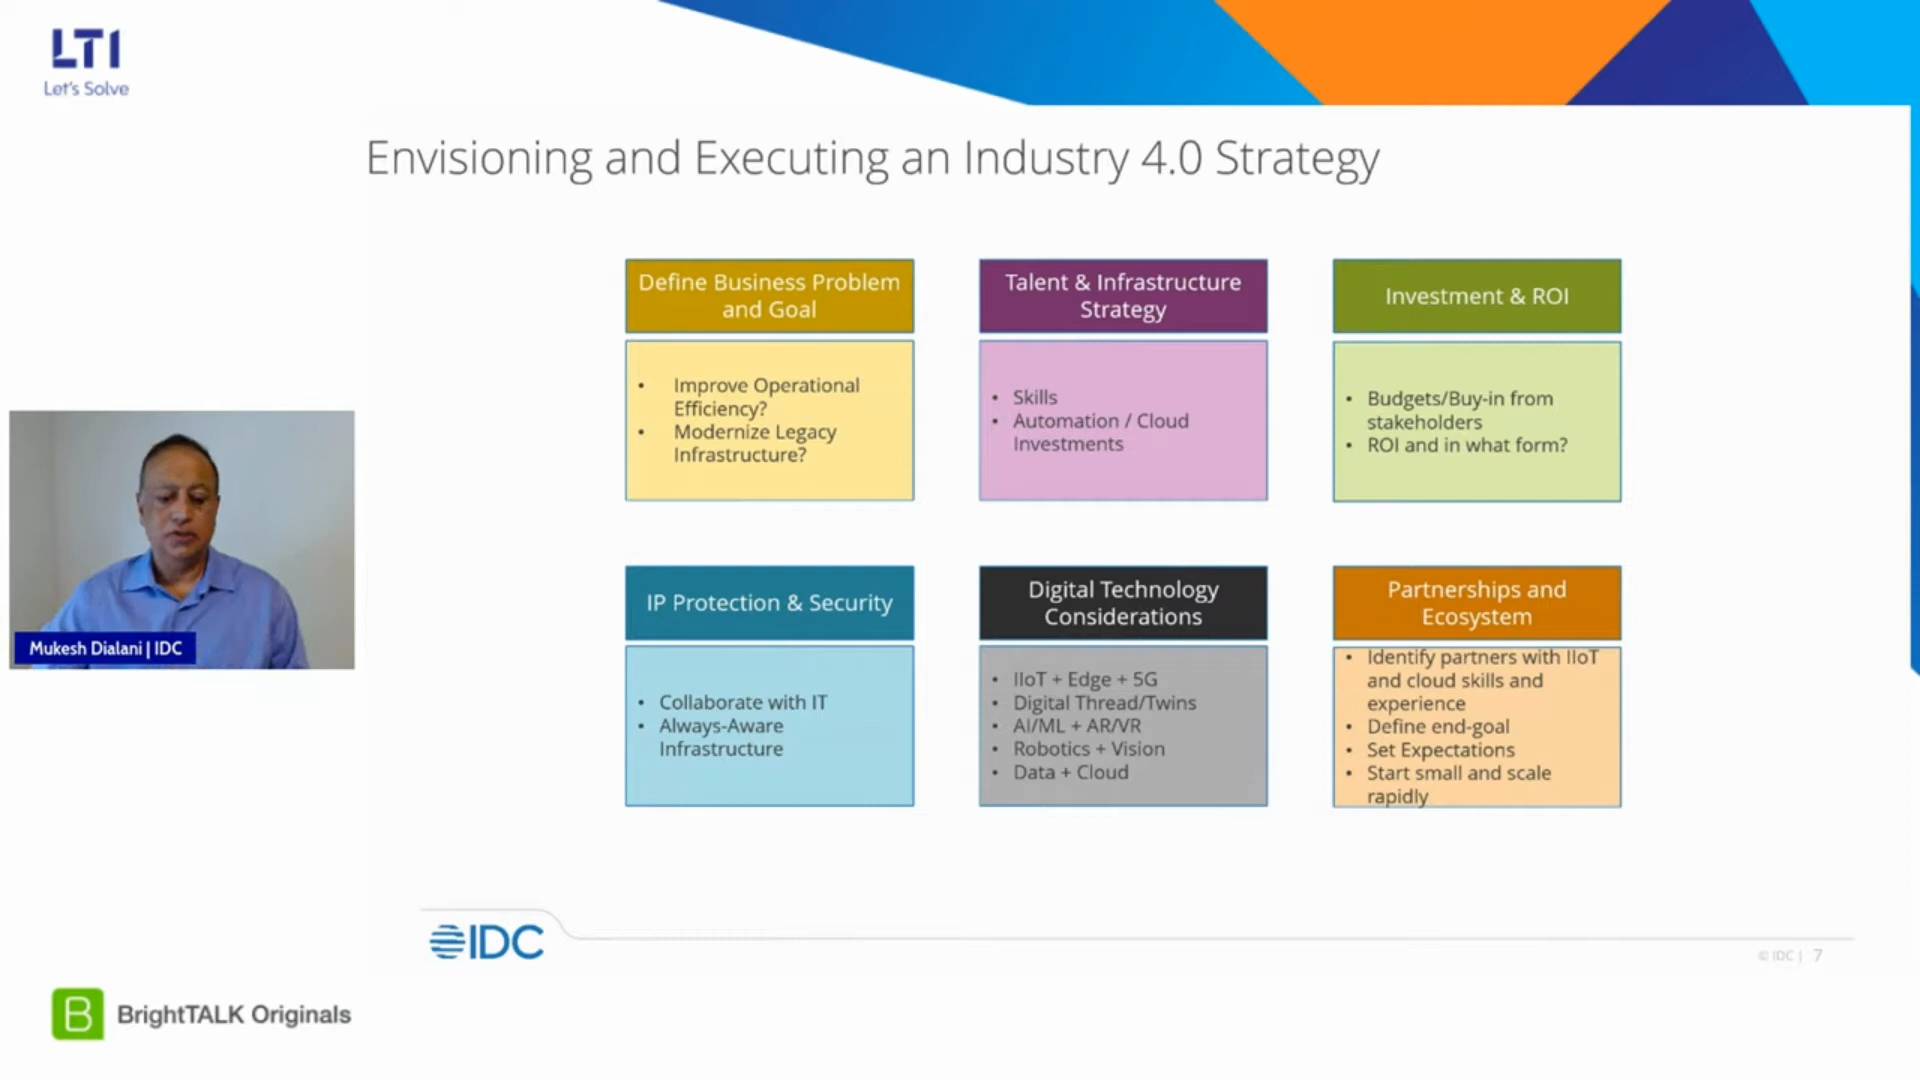 LTI
Let's Solve
Envisioning and Executing an Industry 4.0 Strategy
Define Business Problem
and Goal
• Improve Operational
Efficiency?
• Modernize Legacy
Infrastructure?
Talent & Infrastructure
Strategy
• Skills
• Automation / Cloud
Investments
Investment & ROI
• Budgets/Buy-in from
stakeholders
• ROI and in what form?
Mukesh Dialani | IDC
IP Protection & Security
• Collaborate with IT
• Always-Aware
Infrastructure
Digital Technology
Considerations
• IIoT + Edge + 5G
• Digital Thread/Twins
• AI/ML + AR/VR
• Robotics + Vision
• Data + Cloud
Partnerships and
Ecosystem
• Identify partners with IIoT
and cloud skills and
experience
• Define end-goal
• Set Expectations
• Start small and scale
rapidly
IDC
© IDC | 7
B BrightTALK Originals